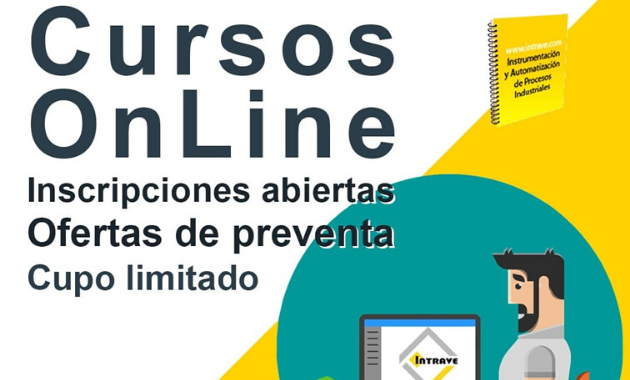 Cursos
OnLine
Inscripciones abiertas
Ofertas de preventa
Cupo limitado
www.intrave.com
Instrumentación
y Automatización
de Procesos
Industriales
INTRAVE